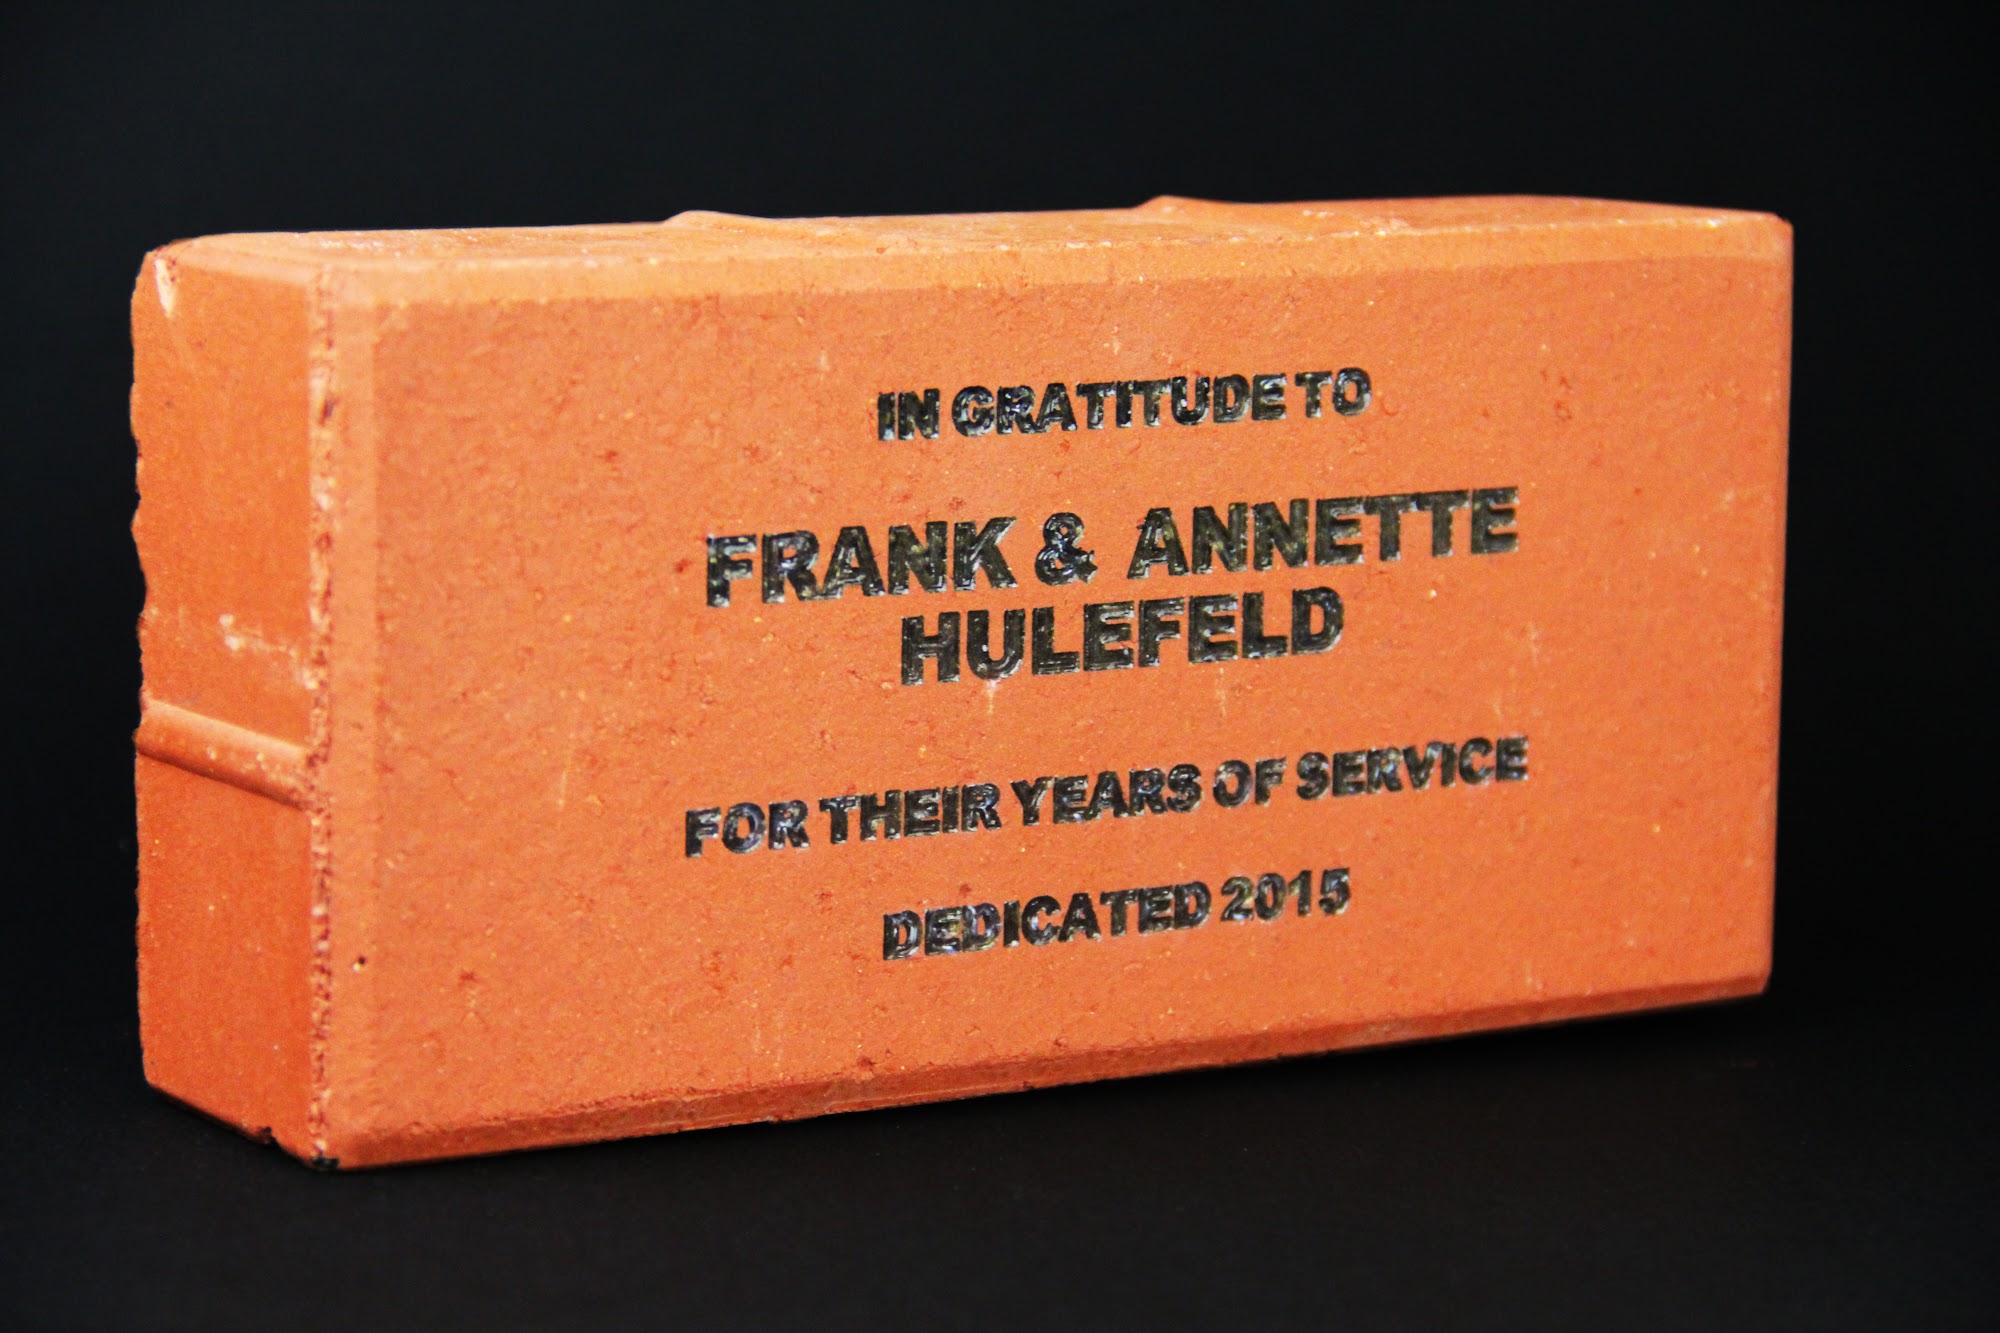 IN GRATITUDE TO
FRANK & ANNETTE
HULEFELD
FOR THEIR YEARS OF SERVICE
DEDICATED 2015